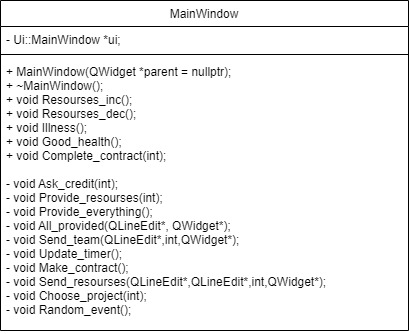 MainWindow
- Ui::MainWindow *ui;
+ MainWindow(QWidget *parent = nullptr);
+ ~MainWindow();
+ void Resourses_inc();
+ void Resourses_dec();
+ void Illness();
+ void Good_health();
+ void Complete_contract(int);
- void Ask_credit(int);
- void Provide_resourses(int);
- void Provide_everything();
- void All_provided(QLineEdit*, QWidget*);
- void Send_team(QLineEdit*,int,QWidget*);
- void Update_timer();
- void Make_contract();
- void Send_resourses(QLineEdit*,QLineEdit*,int,QWidget*);
- void Choose_project(int);
- void Random_event();